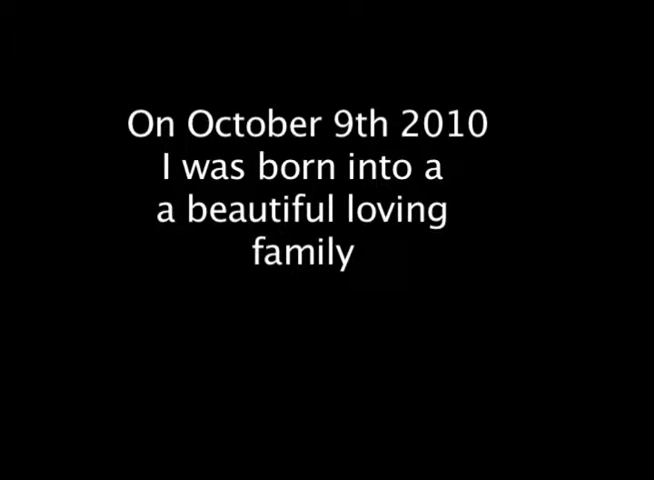 On October 9th 2010
I was born into a
a beautiful loving
family